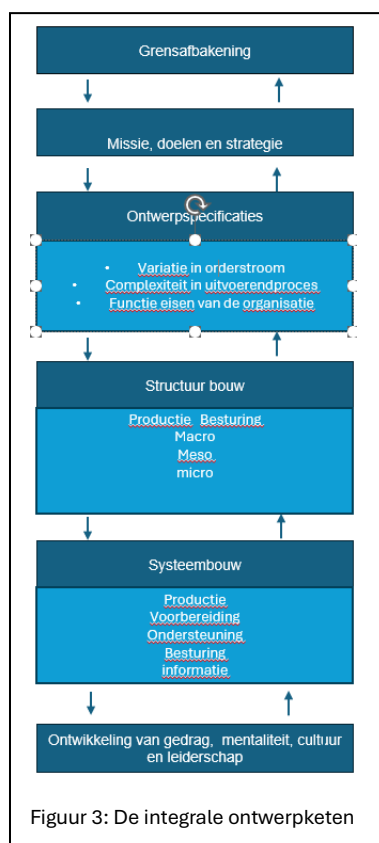 Grensafbakening
Missie, doelen en strategie
Ontwerpspecificaties
• Variatie in orderstroom
• Complexiteit in uitvoerendproces
• Functie eisen van de organisatie
Structuur bouw
Productie Besturing
Macro
Meso
micro
Systeembouw
Productie
Voorbereiding
Ondersteuning
Besturing
informatie
Ontwikkeling van gedrag, mentaliteit, cultuur
en leiderschap
Figuur 3: De integrale ontwerpketen